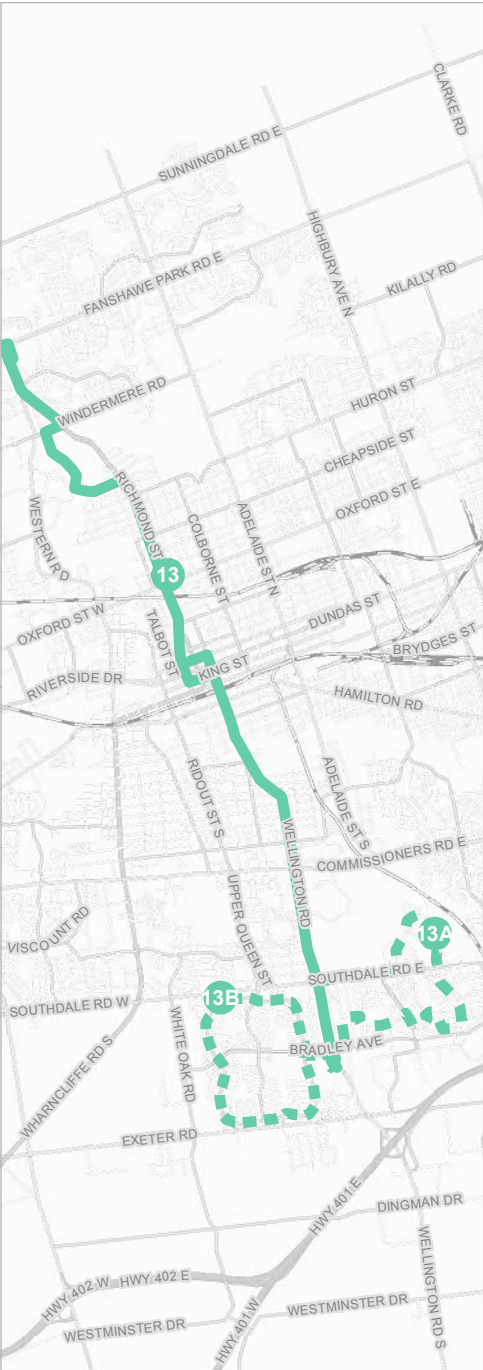 CLARKE RD
SUNNINGDALE RD E
HIGHBURY AVE N
FANSHAWE PARK RD E
KILALLY RD
WINDERMERE RD
HURON ST
CHEAPSIDE ST
RICHMOND ST
OXFORD ST E
WESTERN RD
COLBORNE ST
ADELAIDE ST N
13
DUNDAS ST
OXFORD ST W
TALBOT ST
BRYDGES ST
KING ST
RIVERSIDE DR
HAMILTON RD
RIDOUT ST S
ADELAIDE ST S
WELLINGTON RD
COMMISSIONERS RD E
UPPER QUEEN ST
VISCOUNT RD
13A
SOUTHDALE RD E
13B
SOUTHDALE RD W
WHITE OAK RD
BRADLEY AVE
WHARNCLIFFE RD S
EXETER RD
HWY 401 E
DINGMAN DR
WELLINGTON RD S
HWY 402 W
HWY 402 E
HWY 401 W
WESTMINSTER DR
WESTMINSTER DR